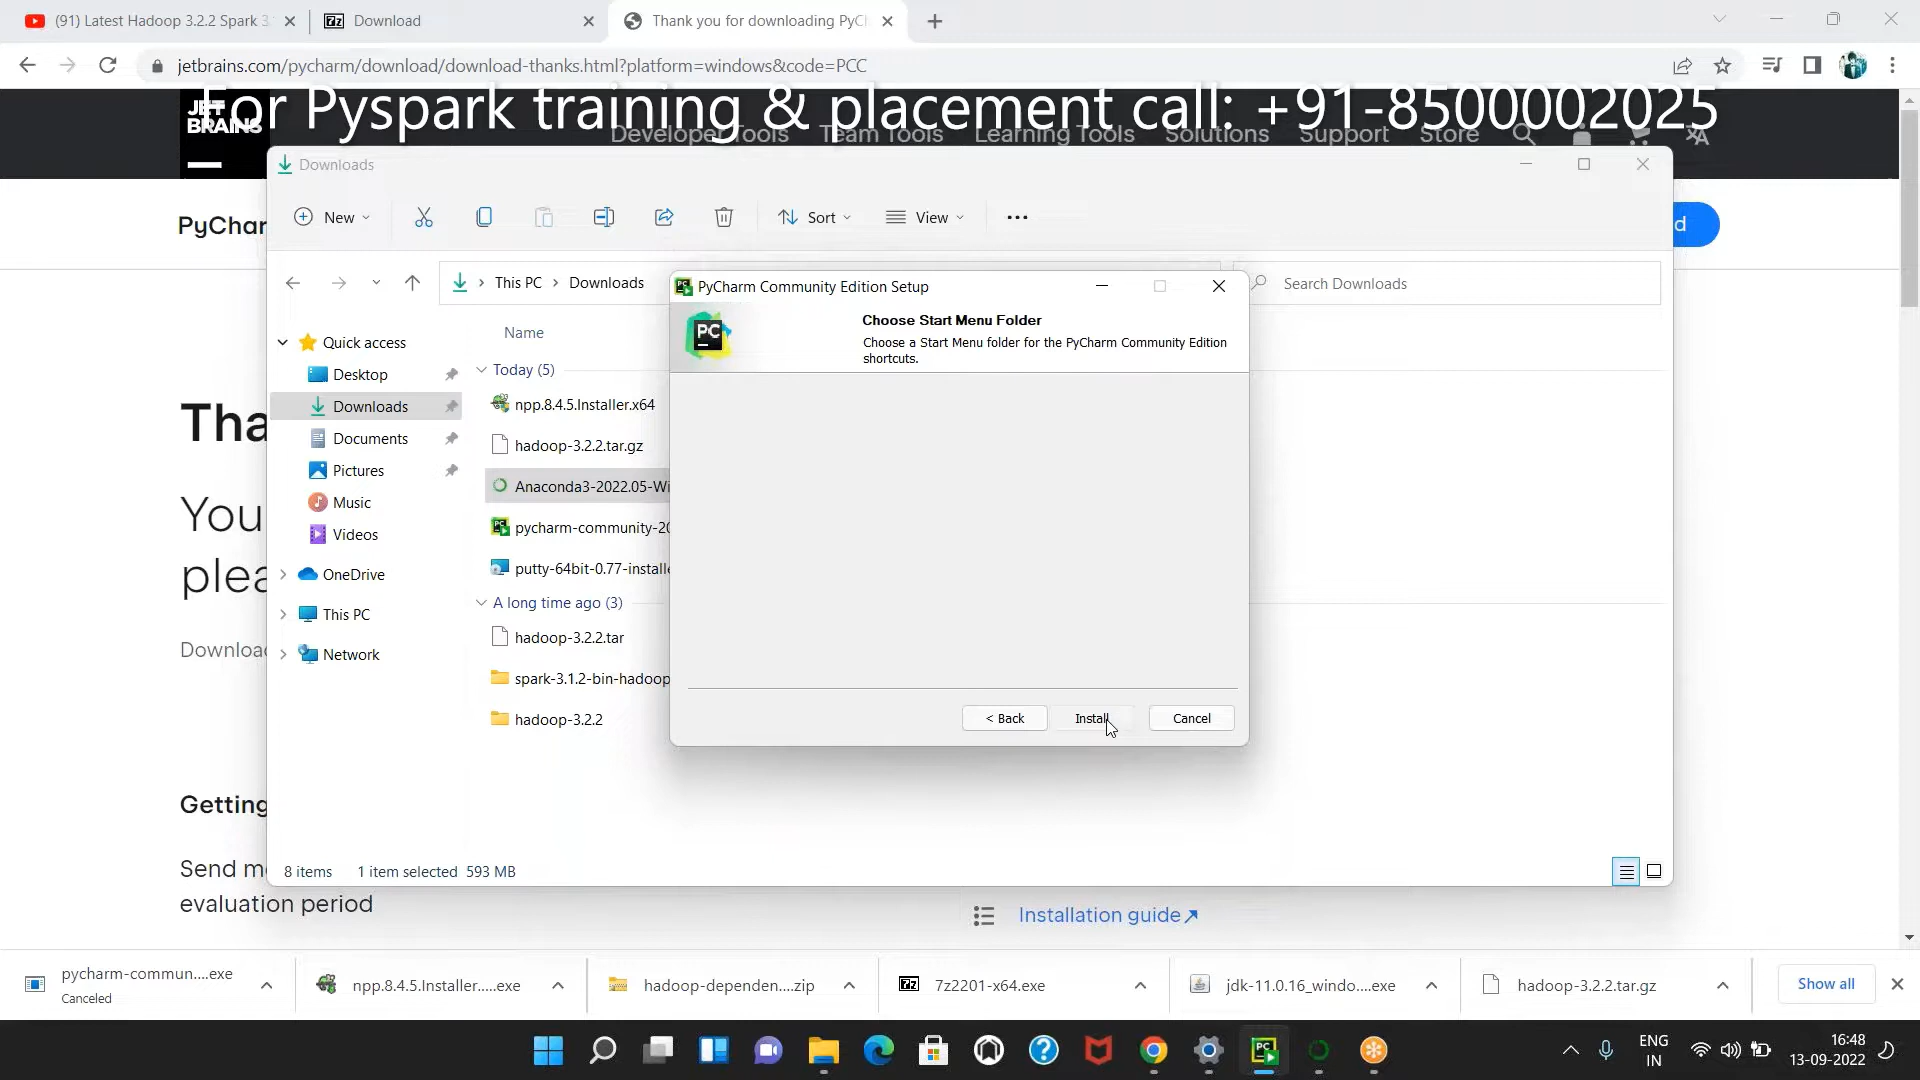 (91) Latest Hadoop 3.2.2 Spark 3
Download
Thank you for downloading PyCh
jetbrains.com/pycharm/download/download-thanks.html?platform=windows&code=PCC
For Pyspark training & placement call: +91-8500002025
JET
BRAINS
Developer Tools
Team Tools
Learning Tools
Solutions
Support
Store
Downloads
PyChar
New
Sort
View
d
This PC
Downloads
Search Downloads
PyCharm Community Edition Setup
PC
Choose Start Menu Folder
Choose a Start Menu folder for the PyCharm Community Edition
shortcuts.
Quick access
Desktop
Downloads
Documents
Pictures
Music
Videos
OneDrive
This PC
Network
Name
Today (5)
npp.8.4.5.Installer.x64
hadoop-3.2.2.tar.gz
Anaconda3-2022.05-Wi
pycharm-community-20
putty-64bit-0.77-installe
A long time ago (3)
hadoop-3.2.2.tar
spark-3.1.2-bin-hadoop
hadoop-3.2.2
< Back
Install
Cancel
Tha
You
plea
Downloa
Getting
Send m
evaluation period
8 items
1 item selected 593 MB
Installation guide↗
pycharm-commun....exe
Canceled
npp.8.4.5.Installer.....exe
hadoop-dependen....zip
7z2201-x64.exe
jdk-11.0.16_windo....exe
hadoop-3.2.2.tar.gz
Show all
ENG
IN
16:48
13-09-2022